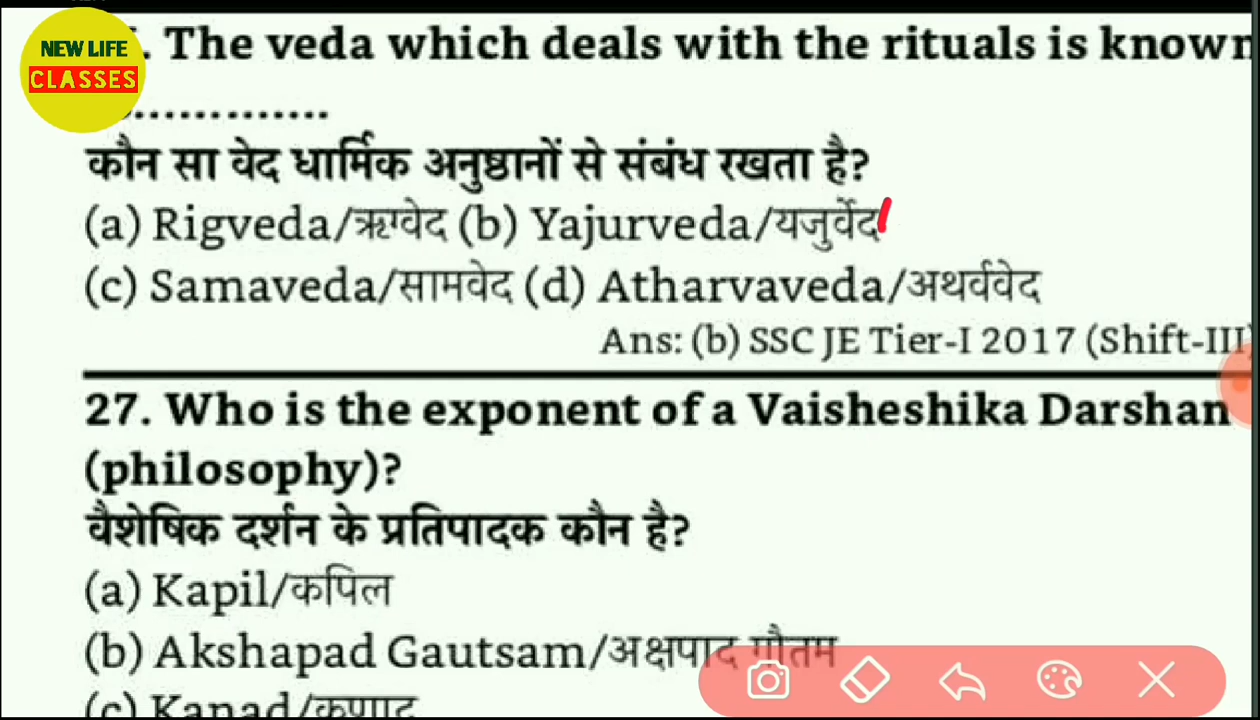 NEW LIFE
CLASSES
. The veda which deals with the rituals is known
.............
कौन सा वेद धार्मिक अनुष्ठानों से संबंध रखता है?
(a) Rigveda/ऋग्वेद (b) Yajurveda/यजुर्वेद
(c) Samaveda/सामवेद (d) Atharvaveda/अथर्ववेद
Ans: (b) SSC JE Tier-I 2017 (Shift-III)
27. Who is the exponent of a Vaisheshika Darshan
(philosophy)?
वैशेषिक दर्शन के प्रतिपादक कौन है?
(a) Kapil/कपिल
(b) Akshapad Gautsam/अक्षपाद गौतम
(c) Kanad/कणाद